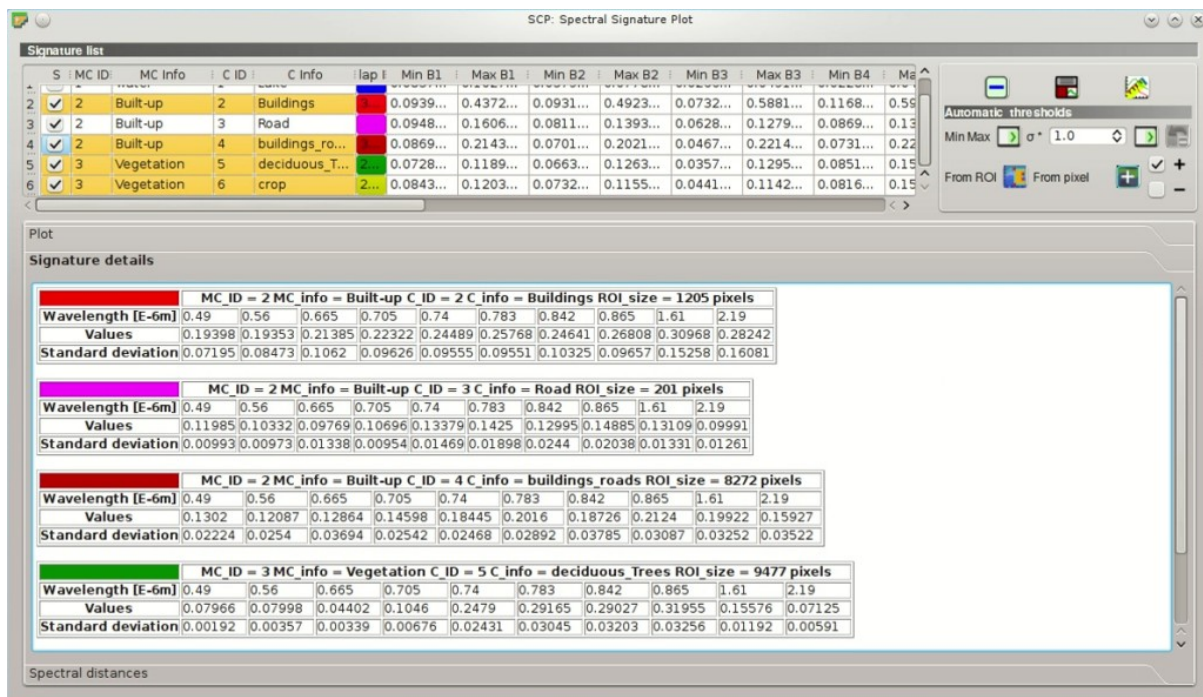 SCP: Spectral Signature Plot
Signature list
S MC ID MC Info C ID C Info lap Min B1 Max B1 Min B2 Max B2 Min B3 Max B3 Min B4 Ma
2 2 Built-up 2 Buildings 3... 0.0939... 0.4372... 0.0931... 0.4923... 0.0732... 0.5881... 0.1168... 0.59
3 2 Built-up 3 Road 0.0948... 0.1606... 0.0811... 0.1393... 0.0628... 0.1279... 0.0869... 0.13
4 2 Built-up 4 buildings_ro... 3... 0.0869... 0.2143... 0.0701... 0.2021... 0.0467... 0.2214... 0.0731... 0.22
5 3 Vegetation 5 deciduous_T... 2... 0.0728... 0.1189... 0.0663... 0.1263... 0.0357... 0.1295... 0.0851... 0.15
6 3 Vegetation 6 crop 2... 0.0843... 0.1203... 0.0732... 0.1155... 0.0441... 0.1142... 0.0816... 0.15
Automatic thresholds
Min Max σ* 1.0
From ROI From pixel + −
Plot
Signature details
MC_ID = 2 MC_info = Built-up C_ID = 2 C_info = Buildings ROI_size = 1205 pixels
Wavelength [E-6m] 0.49 0.56 0.665 0.705 0.74 0.783 0.842 0.865 1.61 2.19
Values 0.19398 0.19353 0.21385 0.22322 0.24489 0.25768 0.24641 0.26808 0.30968 0.28242
Standard deviation 0.07195 0.08473 0.1062 0.09626 0.09555 0.09551 0.10325 0.09657 0.15258 0.16081
MC_ID = 2 MC_info = Built-up C_ID = 3 C_info = Road ROI_size = 201 pixels
Wavelength [E-6m] 0.49 0.56 0.665 0.705 0.74 0.783 0.842 0.865 1.61 2.19
Values 0.11985 0.10332 0.09769 0.10696 0.13379 0.1425 0.12995 0.14885 0.13109 0.09991
Standard deviation 0.00993 0.00973 0.01338 0.00954 0.01469 0.01898 0.0244 0.02038 0.01331 0.01261
MC_ID = 2 MC_info = Built-up C_ID = 4 C_info = buildings_roads ROI_size = 8272 pixels
Wavelength [E-6m] 0.49 0.56 0.665 0.705 0.74 0.783 0.842 0.865 1.61 2.19
Values 0.1302 0.12087 0.12864 0.14598 0.18445 0.2016 0.18726 0.2124 0.19922 0.15927
Standard deviation 0.02224 0.0254 0.03694 0.02542 0.02468 0.02892 0.03785 0.03087 0.03252 0.03522
MC_ID = 3 MC_info = Vegetation C_ID = 5 C_info = deciduous_Trees ROI_size = 9477 pixels
Wavelength [E-6m] 0.49 0.56 0.665 0.705 0.74 0.783 0.842 0.865 1.61 2.19
Values 0.07966 0.07998 0.04402 0.1046 0.2479 0.29165 0.29027 0.31955 0.15576 0.07125
Standard deviation 0.00192 0.00357 0.00339 0.00676 0.02431 0.03045 0.03203 0.03256 0.01192 0.00591
Spectral distances